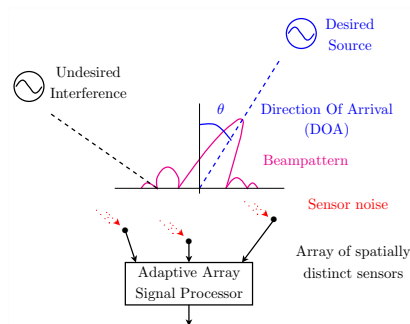 Desired
Source
Undesired
Interference
θ
Direction Of Arrival
(DOA)
Beampattern
Sensor noise
Array of spatially
distinct sensors
Adaptive Array
Signal Processor